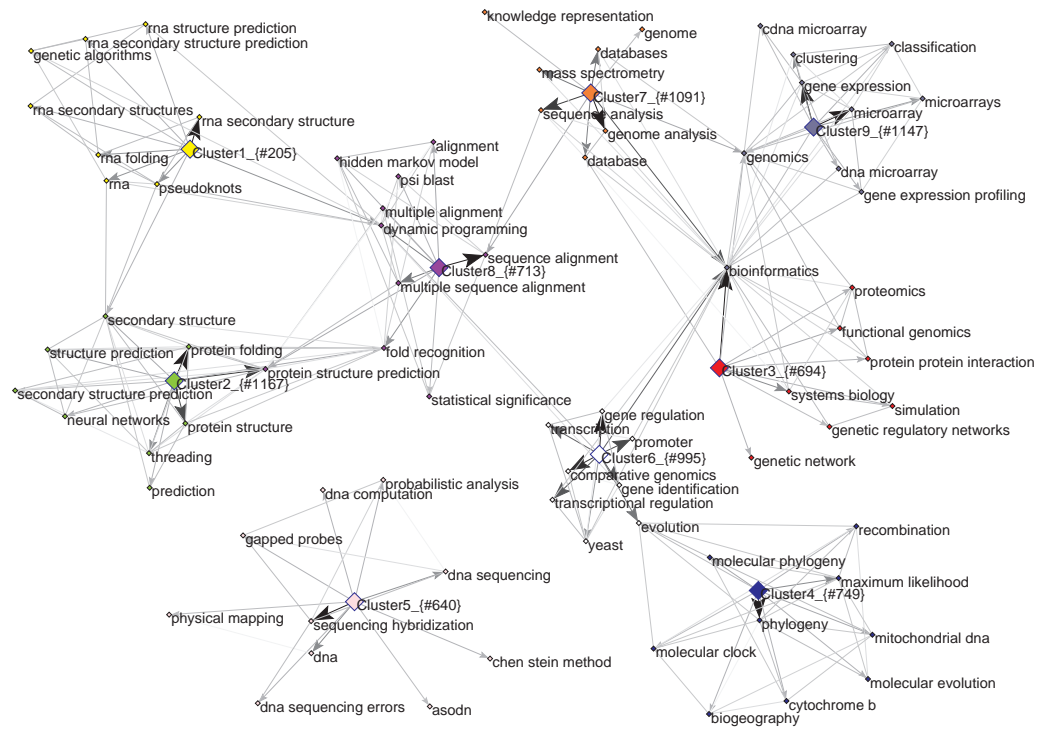 knowledge representation
rna structure prediction
cdna microarray
genome
rna secondary structure prediction
classification
genetic algorithms
databases
clustering
mass spectrometry
gene expression
Cluster7_{#1091}
microarrays
rna secondary structures
sequence analysis
microarray
rna secondary structure
Cluster9_{#1147}
genome analysis
alignment
Cluster1_{#205}
rna folding
hidden markov model
database
genomics
dna microarray
psi blast
rna
pseudoknots
gene expression profiling
multiple alignment
dynamic programming
sequence alignment
Cluster8_{#713}
bioinformatics
multiple sequence alignment
proteomics
secondary structure
functional genomics
structure prediction
protein folding
fold recognition
protein protein interaction
protein structure prediction
Cluster3_{#694}
Cluster2_{#1167}
secondary structure prediction
systems biology
statistical significance
simulation
neural networks
gene regulation
protein structure
transcription
genetic regulatory networks
promoter
threading
Cluster6_{#995}
genetic network
comparative genomics
probabilistic analysis
prediction
dna computation
gene identification
transcriptional regulation
evolution
recombination
gapped probes
yeast
molecular phylogeny
dna sequencing
maximum likelihood
Cluster4_{#749}
Cluster5_{#640}
physical mapping
sequencing hybridization
phylogeny
mitochondrial dna
molecular clock
dna
chen stein method
molecular evolution
dna sequencing errors
asodn
cytochrome b
biogeography